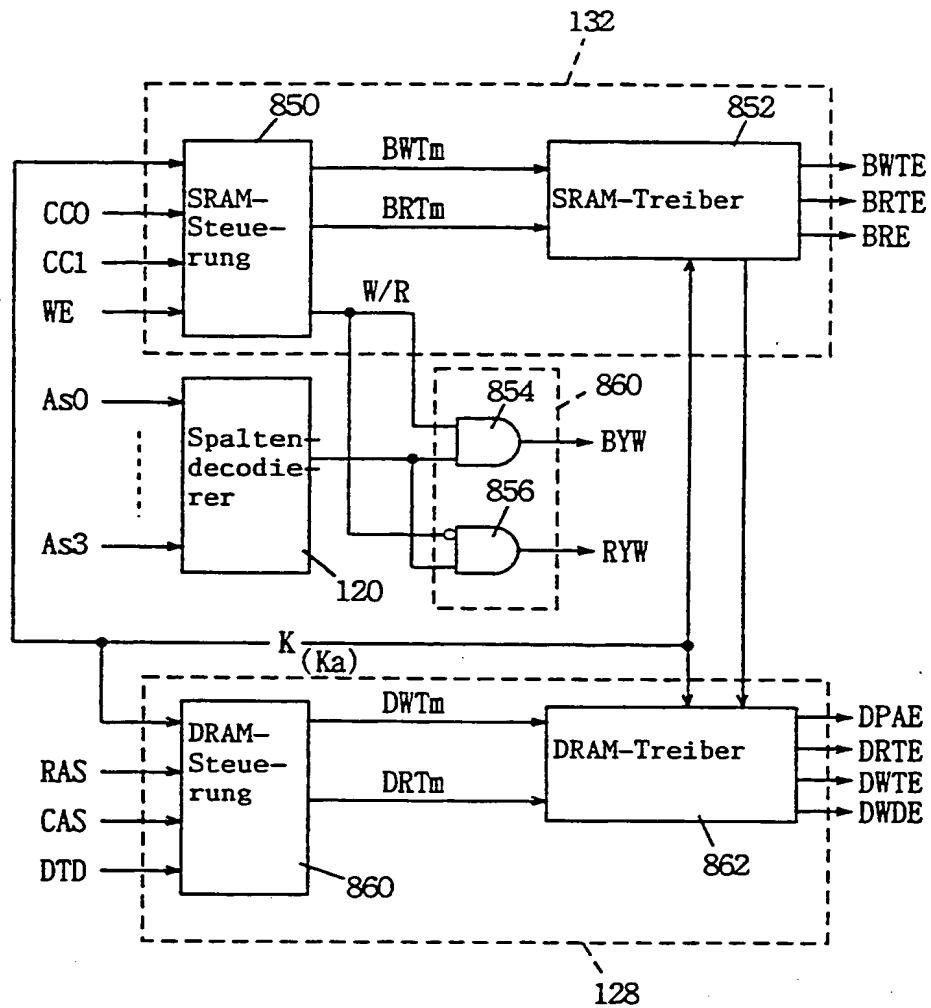 132
850
852
SRAM-
Steue-
rung
BWTm
BRTm
W/R
SRAM-Treiber
BWTE
BRTE
BRE
CC0
CC1
WE
As0
As3
Spalten-
decodie-
rer
120
854
860
BYW
856
RYW
K
(Ka)
DRAM-
Steue-
rung
DWTm
DRTm
DRAM-Treiber
DPAE
DRTE
DWTE
DWDE
RAS
CAS
DTD
860
862
128